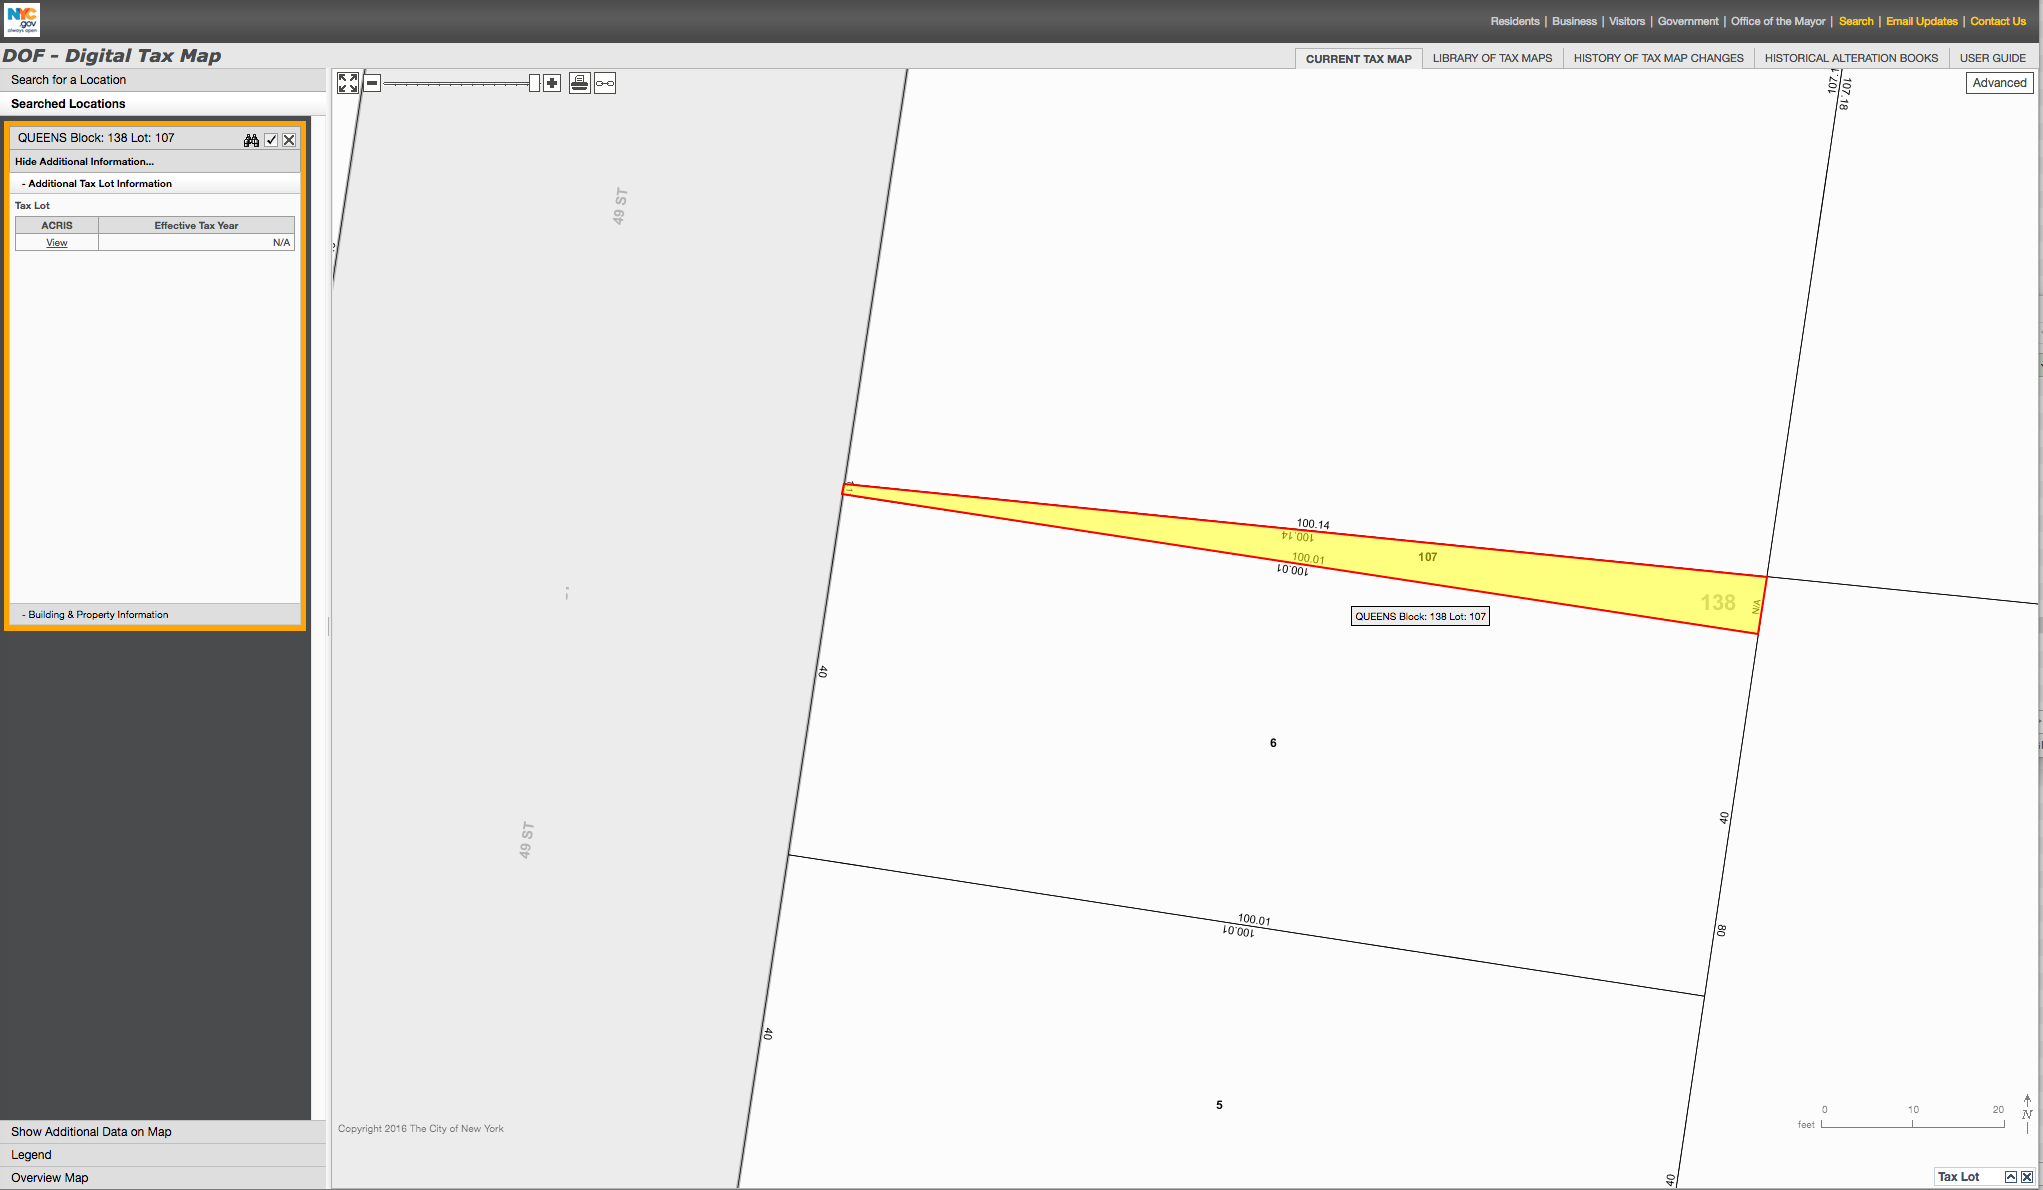 NYC
.gov
always open
Residents | Business | Visitors | Government | Office of the Mayor | Search | Email Updates | Contact Us
DOF - Digital Tax Map
CURRENT TAX MAP
LIBRARY OF TAX MAPS
HISTORY OF TAX MAP CHANGES
HISTORICAL ALTERATION BOOKS
USER GUIDE
Search for a Location
Searched Locations
QUEENS Block: 138 Lot: 107
Hide Additional Information...
- Additional Tax Lot Information
Tax Lot
ACRIS Effective Tax Year
View N/A
- Building & Property Information
Show Additional Data on Map
Legend
Overview Map
Advanced
107.18
49 ST
100.14
100.14
107
100.01
100.01
138
N/A
QUEENS Block: 138 Lot: 107
40
6
40
49 ST
100.01
100.01
80
40
5
40
Copyright 2016 The City of New York
0 10 20
feet
N
Tax Lot